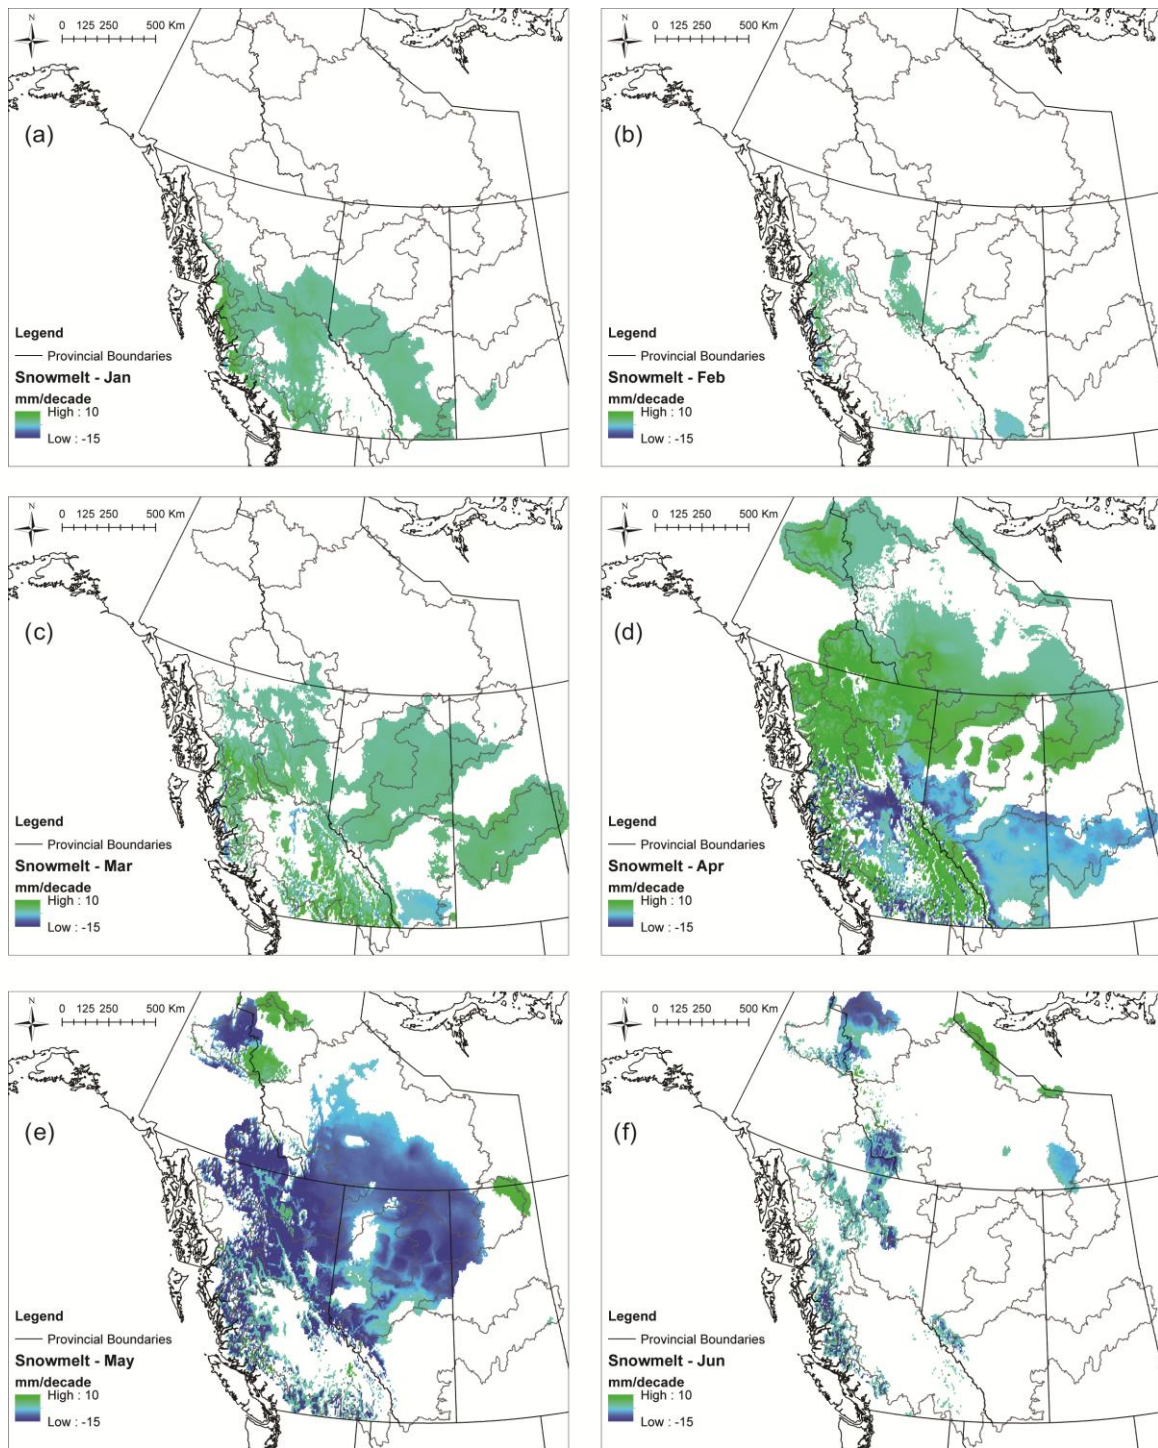 N
0 125 250 500 Km
(a)
Legend
Provincial Boundaries
Snowmelt - Jan
mm/decade
High : 10
Low : -15
N
0 125 250 500 Km
(b)
Legend
Provincial Boundaries
Snowmelt - Feb
mm/decade
High : 10
Low : -15
N
0 125 250 500 Km
(c)
Legend
Provincial Boundaries
Snowmelt - Mar
mm/decade
High : 10
Low : -15
N
0 125 250 500 Km
(d)
Legend
Provincial Boundaries
Snowmelt - Apr
mm/decade
High : 10
Low : -15
N
0 125 250 500 Km
(e)
Legend
Provincial Boundaries
Snowmelt - May
mm/decade
High : 10
Low : -15
N
0 125 250 500 Km
(f)
Legend
Provincial Boundaries
Snowmelt - Jun
mm/decade
High : 10
Low : -15